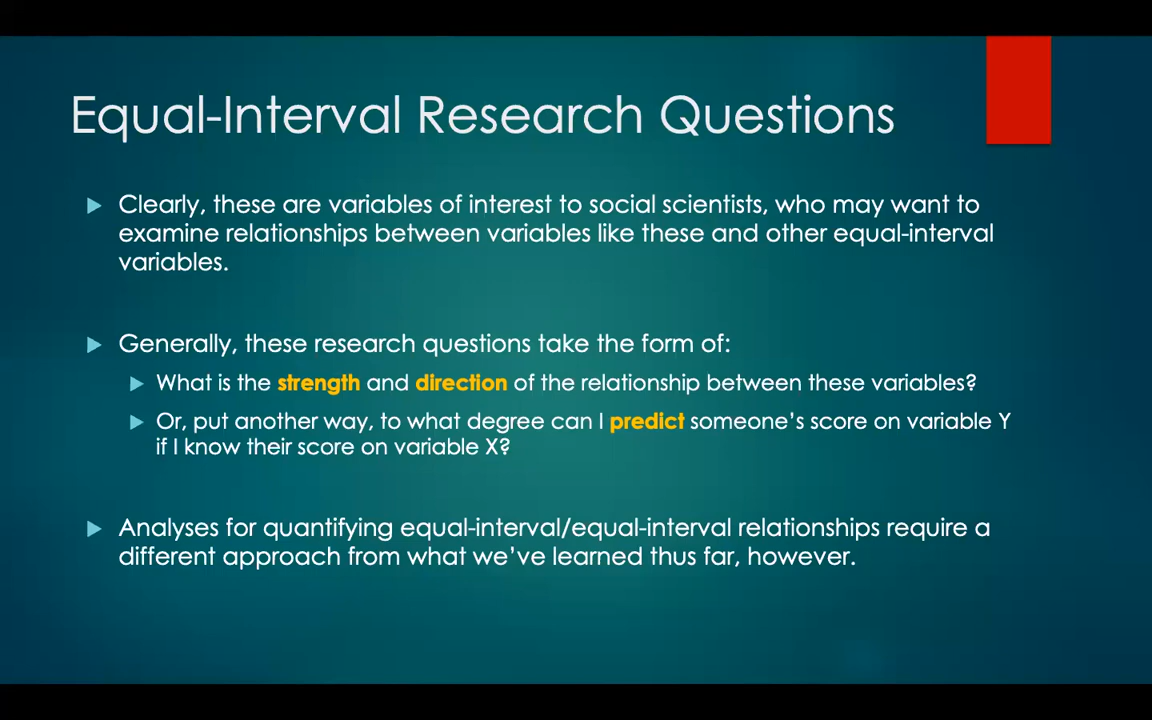 Equal-Interval Research Questions
Clearly, these are variables of interest to social scientists, who may want to
examine relationships between variables like these and other equal-interval
variables.
Generally, these research questions take the form of:
What is the strength and direction of the relationship between these variables?
Or, put another way, to what degree can I predict someone’s score on variable Y
if I know their score on variable X?
Analyses for quantifying equal-interval/equal-interval relationships require a
different approach from what we’ve learned thus far, however.